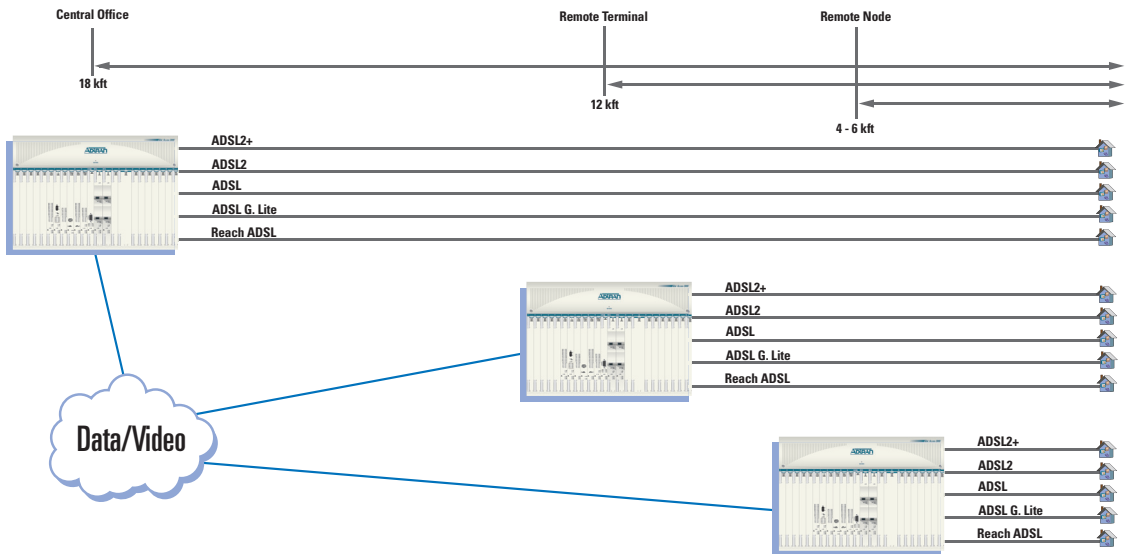 Central Office
Remote Terminal
Remote Node
18 kft
12 kft
4 - 6 kft
ADTRAN
ADSL2+
ADSL2
ADSL
ADSL G. Lite
Reach ADSL
ADTRAN
ADSL2+
ADSL2
ADSL
ADSL G. Lite
Reach ADSL
Data/Video
ADTRAN
ADSL2+
ADSL2
ADSL
ADSL G. Lite
Reach ADSL